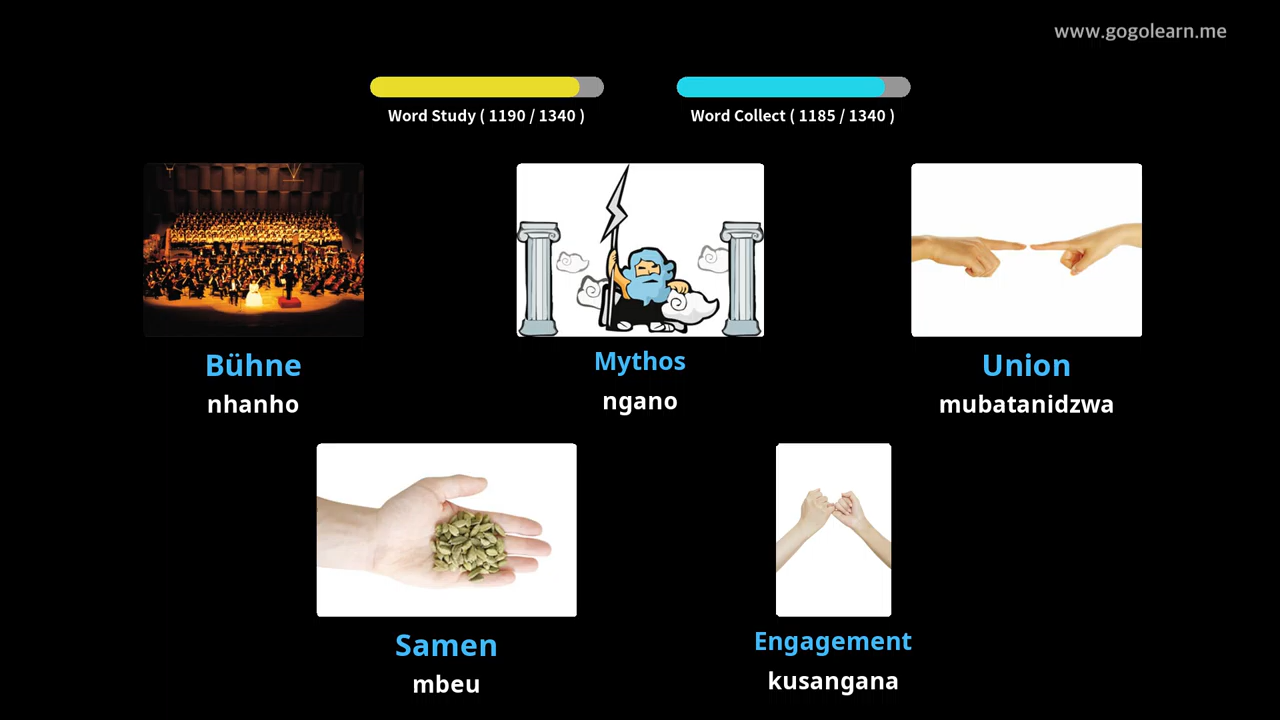 www.gogolearn.me
Word Study ( 1190 / 1340 )
Word Collect ( 1185 / 1340 )
Bühne
nhanho
Mythos
ngano
Union
mubatanidzwa
Samen
mbeu
Engagement
kusangana